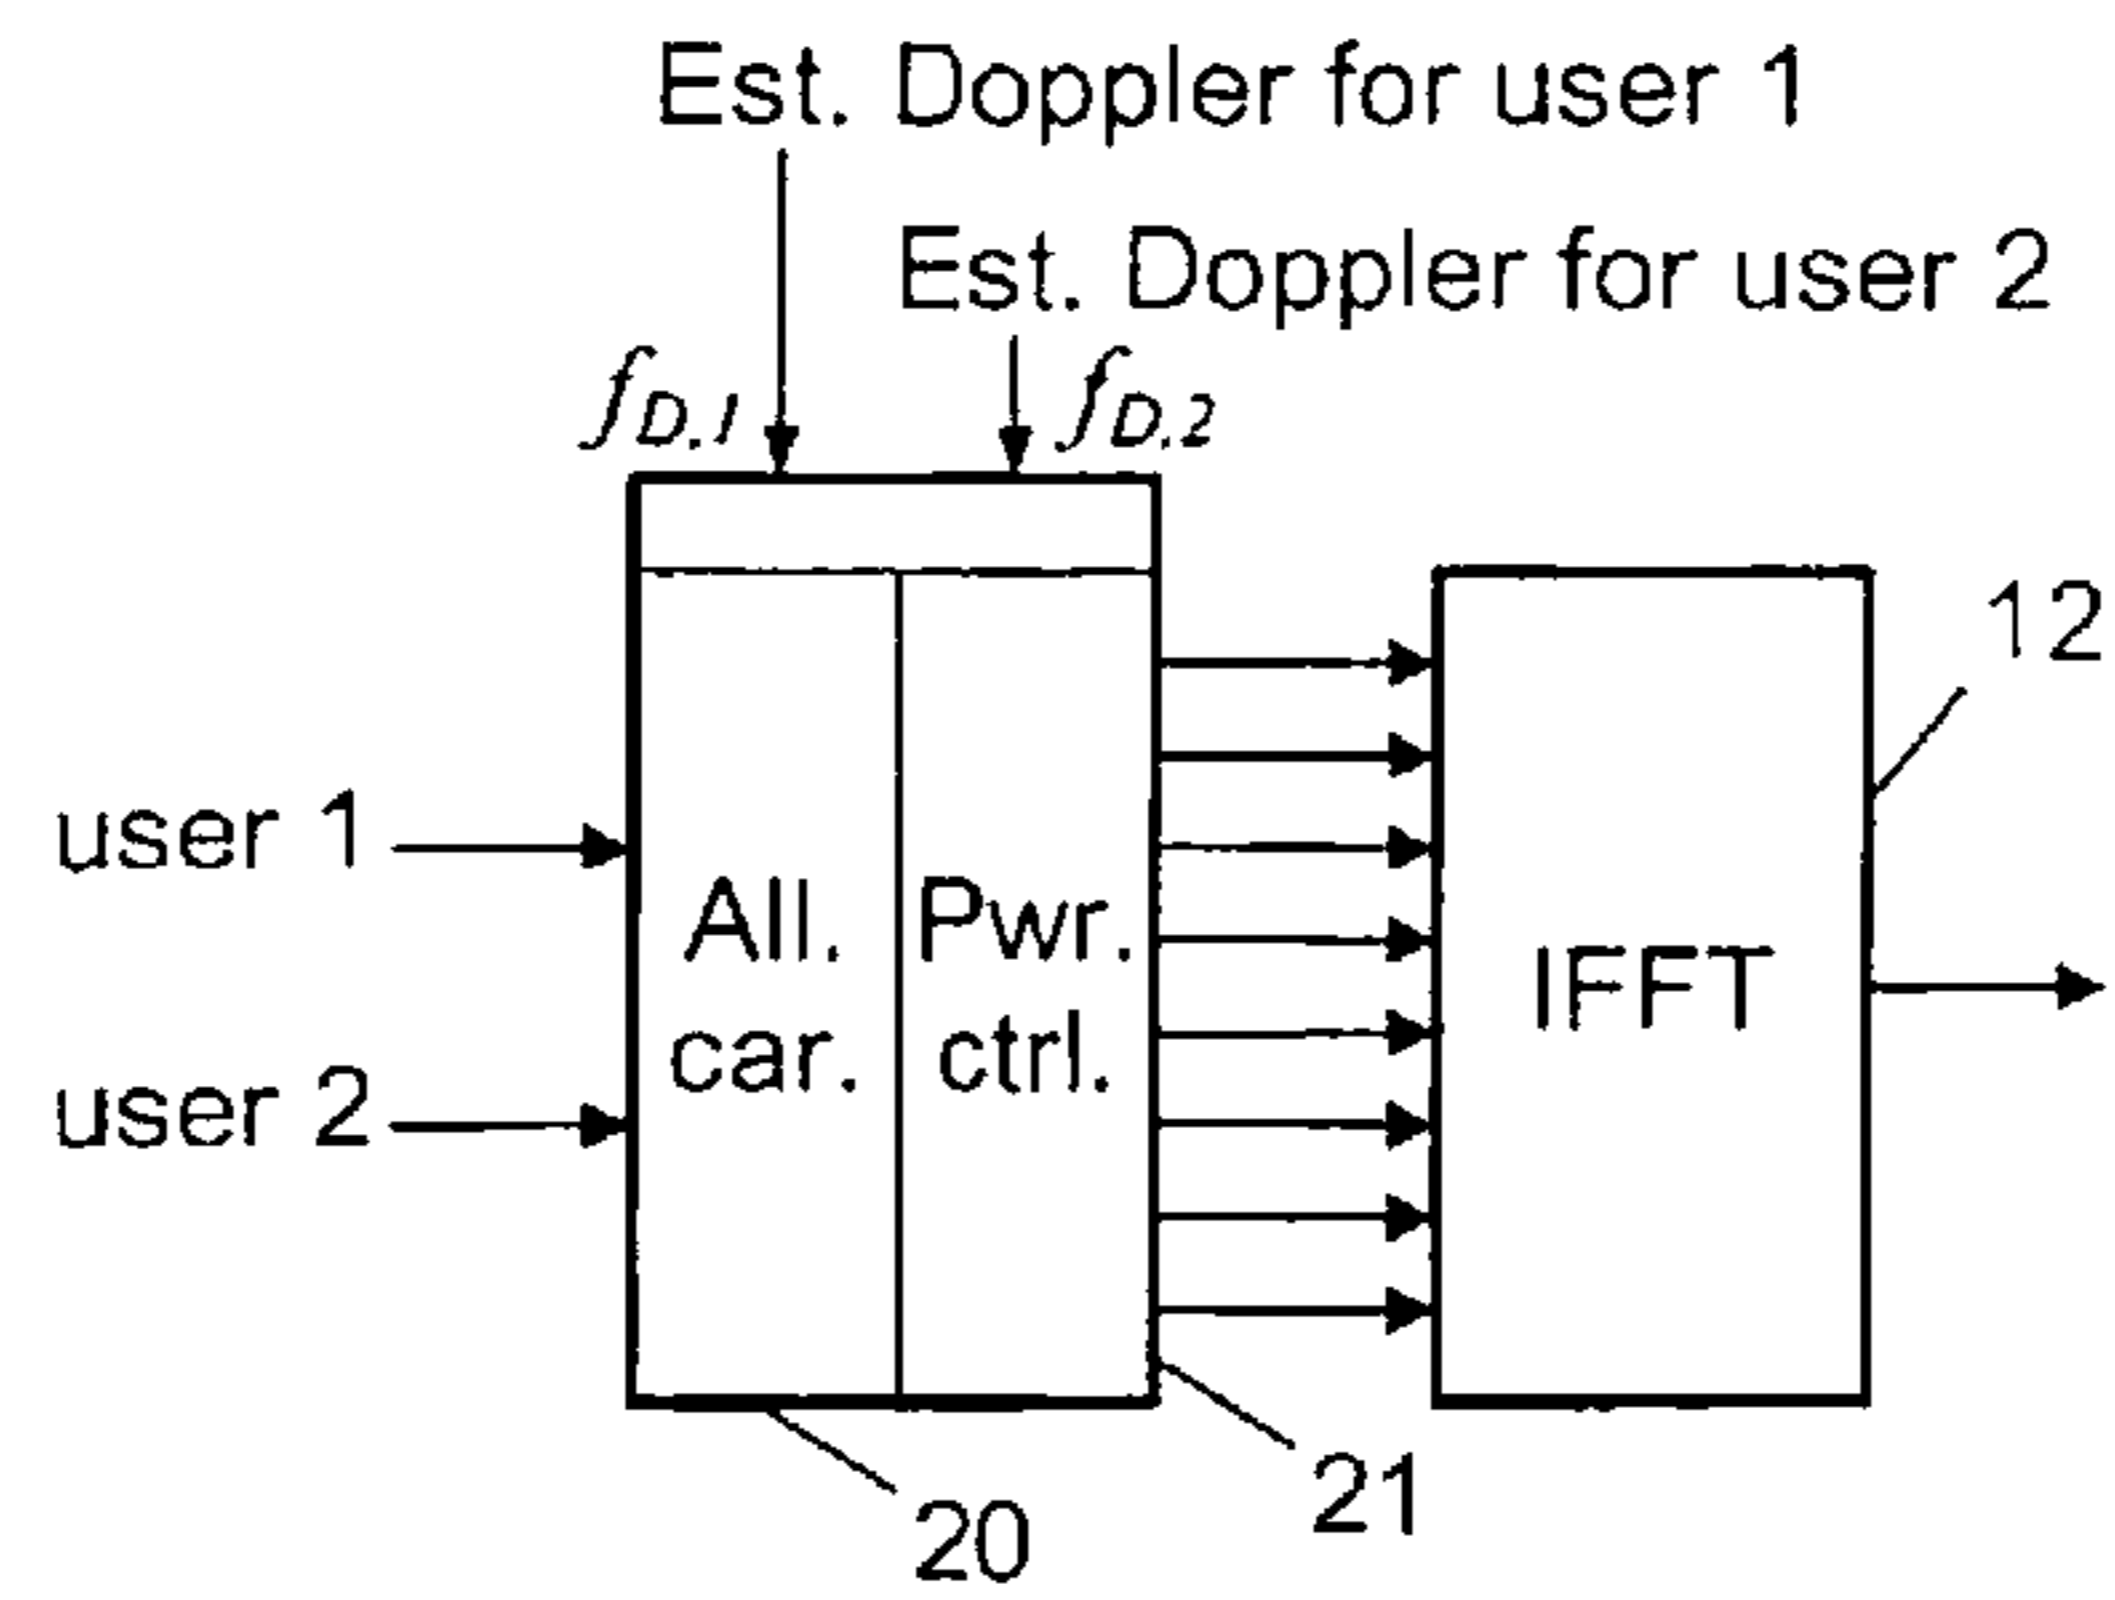 Est. Doppler for user 1
Est. Doppler for user 2
fD,1
fD,2
12
user 1
All. car.
Pwr. ctrl.
IFFT
user 2
21
20